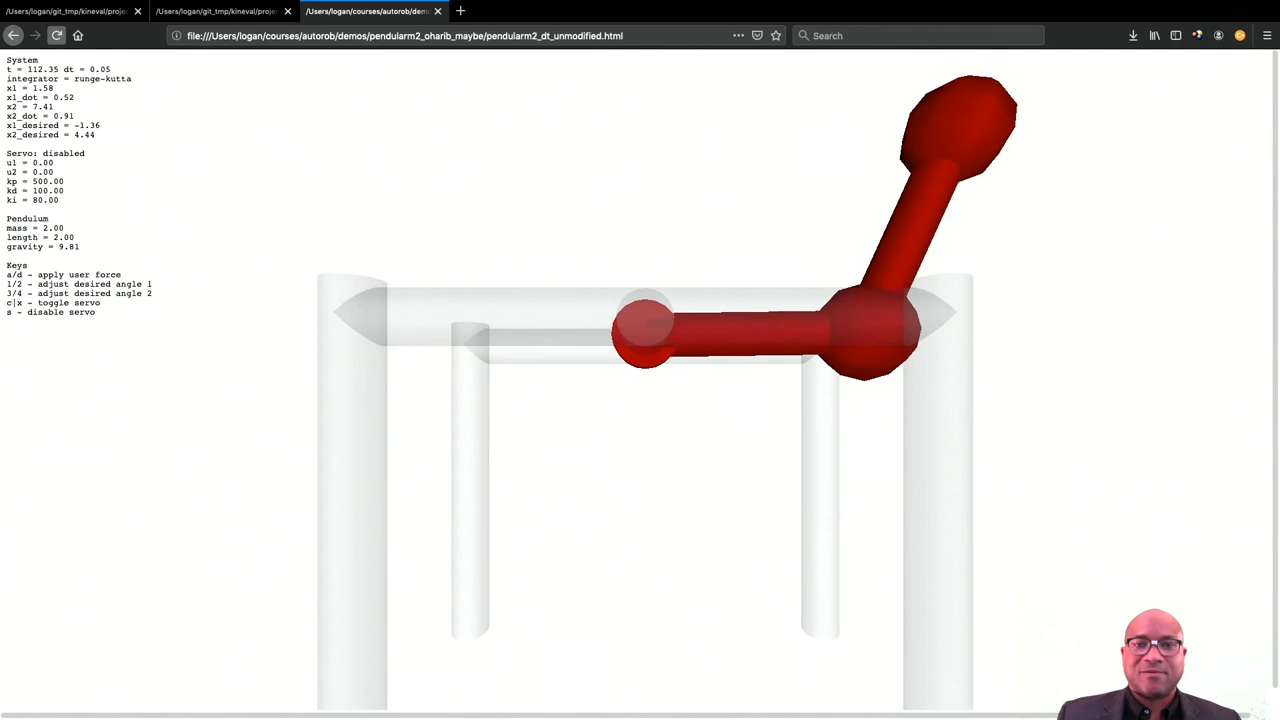 /Users/logan/git_tmp/kineval/projec
/Users/logan/git_tmp/kineval/projec
/Users/logan/courses/autorob/demo
file:///Users/logan/courses/autorob/demos/pendularm2_oharib_maybe/pendularm2_dt_unmodified.html
Search
System
t = 112.35 dt = 0.05
integrator = runge-kutta
x1 = 1.58
x1_dot = 0.52
x2 = 7.41
x2_dot = 0.91
x1_desired = -1.36
x2_desired = 4.44
Servo: disabled
u1 = 0.00
u2 = 0.00
kp = 500.00
kd = 100.00
ki = 80.00
Pendulum
mass = 2.00
length = 2.00
gravity = 9.81
Keys
a/d - apply user force
1/2 - adjust desired angle 1
3/4 - adjust desired angle 2
c|x - toggle servo
s - disable servo